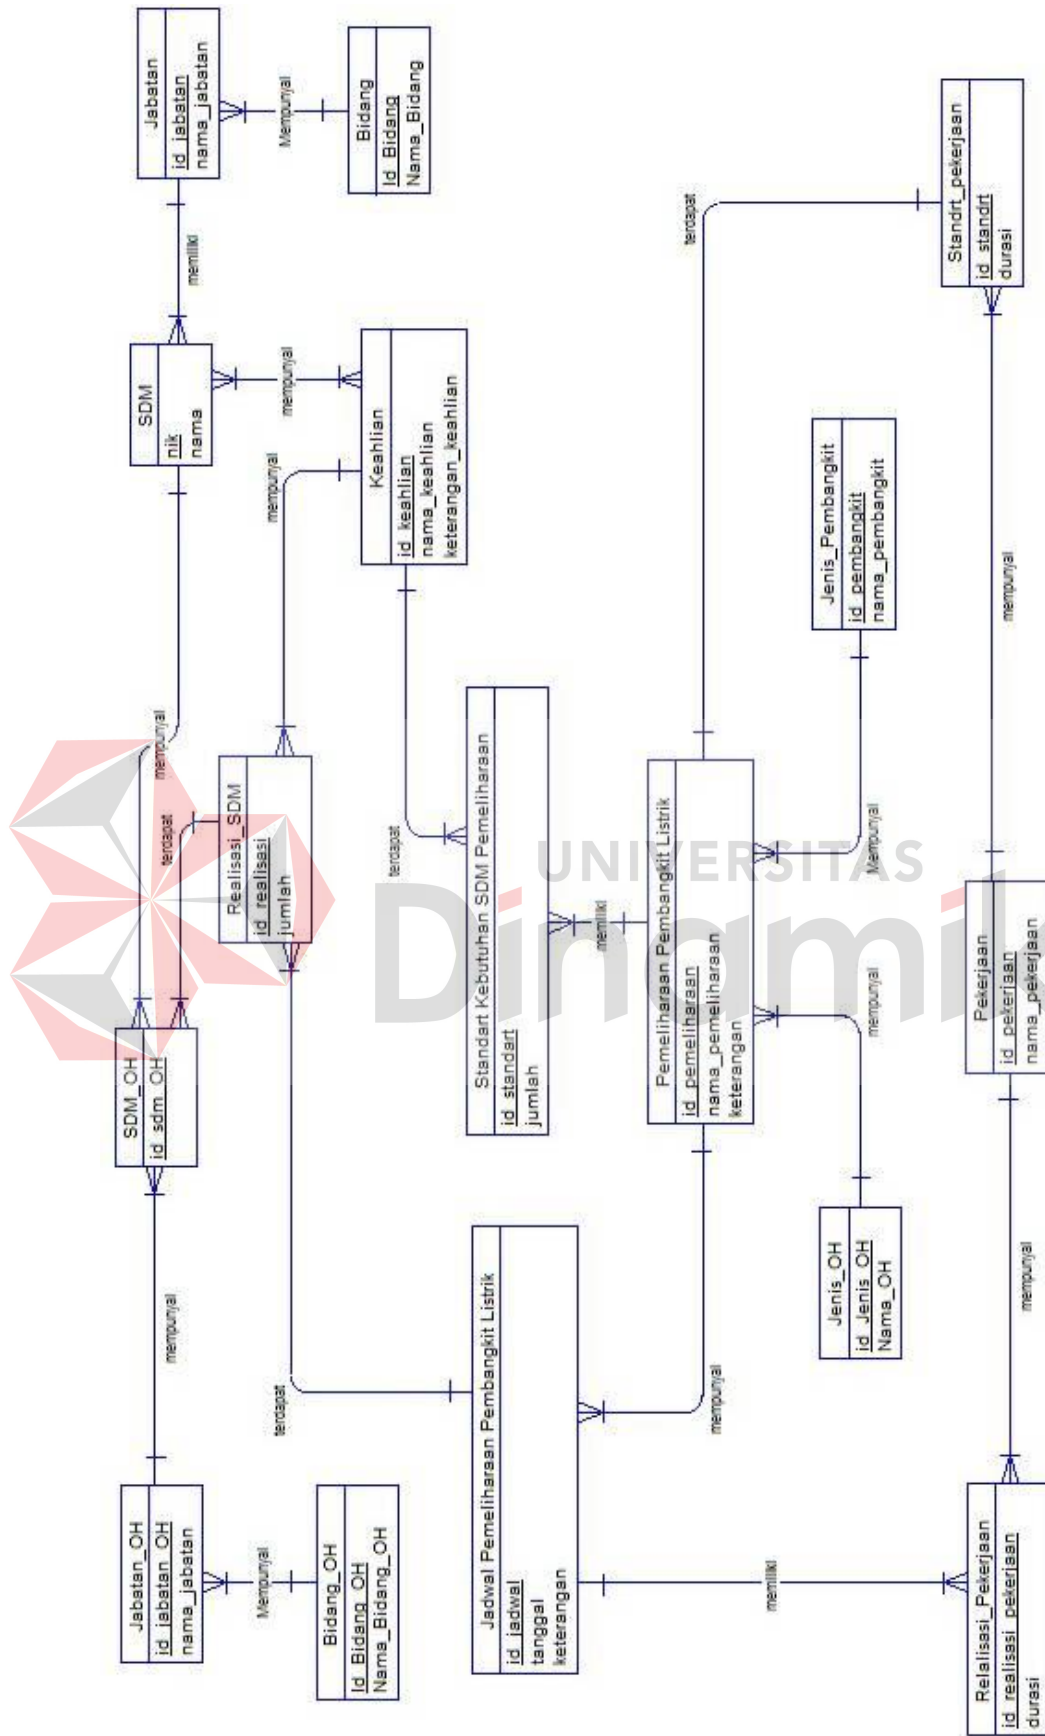 Jabatan
id_jabatan
nama_jabatan
Mempunyai
Bidang
Id_Bidang
Nama_Bidang
memiliki
SDM
nik
nama
mempunyai
Keahlian
id_keahlian
nama_keahlian
keterangan_keahlian
mempunyai
mempunyai
terdapat
Realisasi_SDM
id_realisasi
jumlah
SDM_OH
id_sdm_OH
mempunyai
Jabatan_OH
id_jabatan_OH
nama_jabatan
Mempunyai
Bidang_OH
Id_Bidang_OH
Nama_Bidang_OH
terdapat
terdapat
Standart Kebutuhan SDM Pemeliharaan
id_standart
jumlah
memiliki
Pemeliharaan Pembangkit Listrik
id_pemeliharaan
nama_pemeliharaan
keterangan
terdapat
Standrt_pekerjaan
id_standrt
durasi
Jenis_Pembangkit
id_pembangkit
nama_pembangkit
Mempunyai
mempunyai
Jenis_OH
id_Jenis_OH
Nama_OH
mempunyai
Jadwal Pemeliharaan Pembangkit Listrik
id_jadwal
tanggal
keterangan
mempunyai
Pekerjaan
id_pekerjaan
nama_pekerjaan
mempunyai
memiliki
Relalisasi_Pekerjaan
id_realisasi_pekerjaan
durasi
UNIVERSITAS
Dinamik